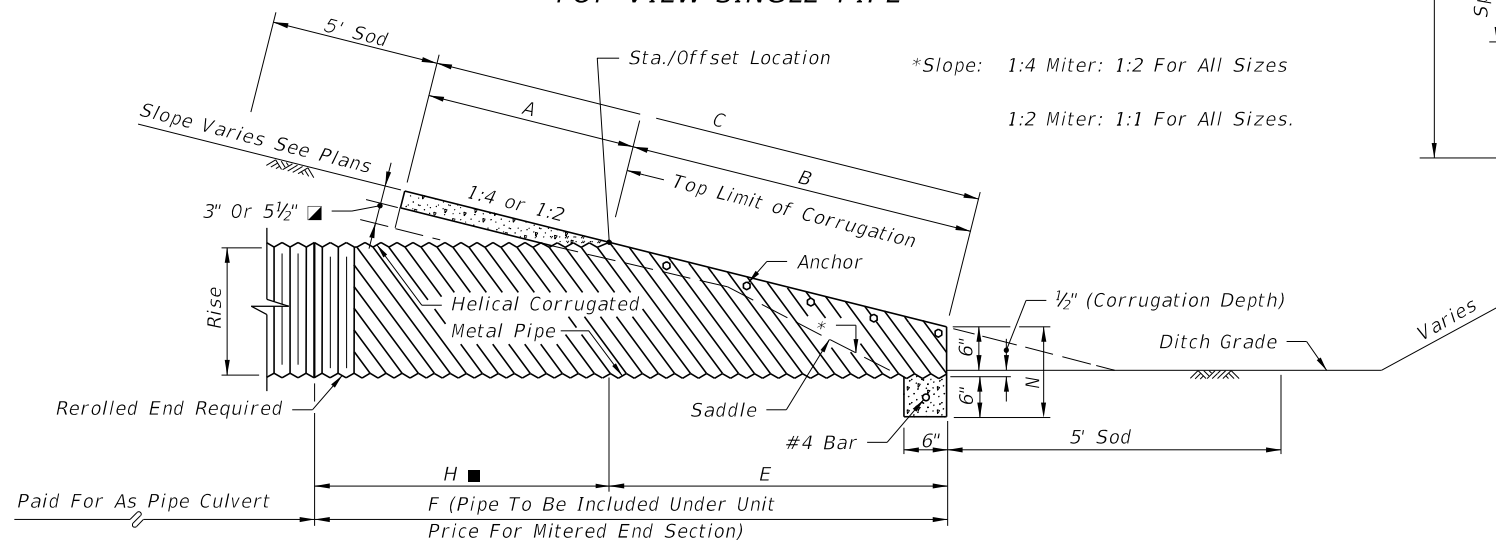 TOP VIEW-SINGLE PIPE
5' Sod
Sta./Offset Location
*Slope: 1:4 Miter: 1:2 For All Sizes
1:2 Miter: 1:1 For All Sizes.
A
C
Slope Varies See Plans
B
Top Limit of Corrugation
1:4 or 1:2
3" Or 5½"
Anchor
Rise
Helical Corrugated
Metal Pipe
*
½" (Corrugation Depth)
Varies
Ditch Grade
6"
N
6"
Rerolled End Required
Saddle
#4 Bar
6"
5' Sod
H
E
Paid For As Pipe Culvert
F (Pipe To Be Included Under Unit
Price For Mitered End Section)